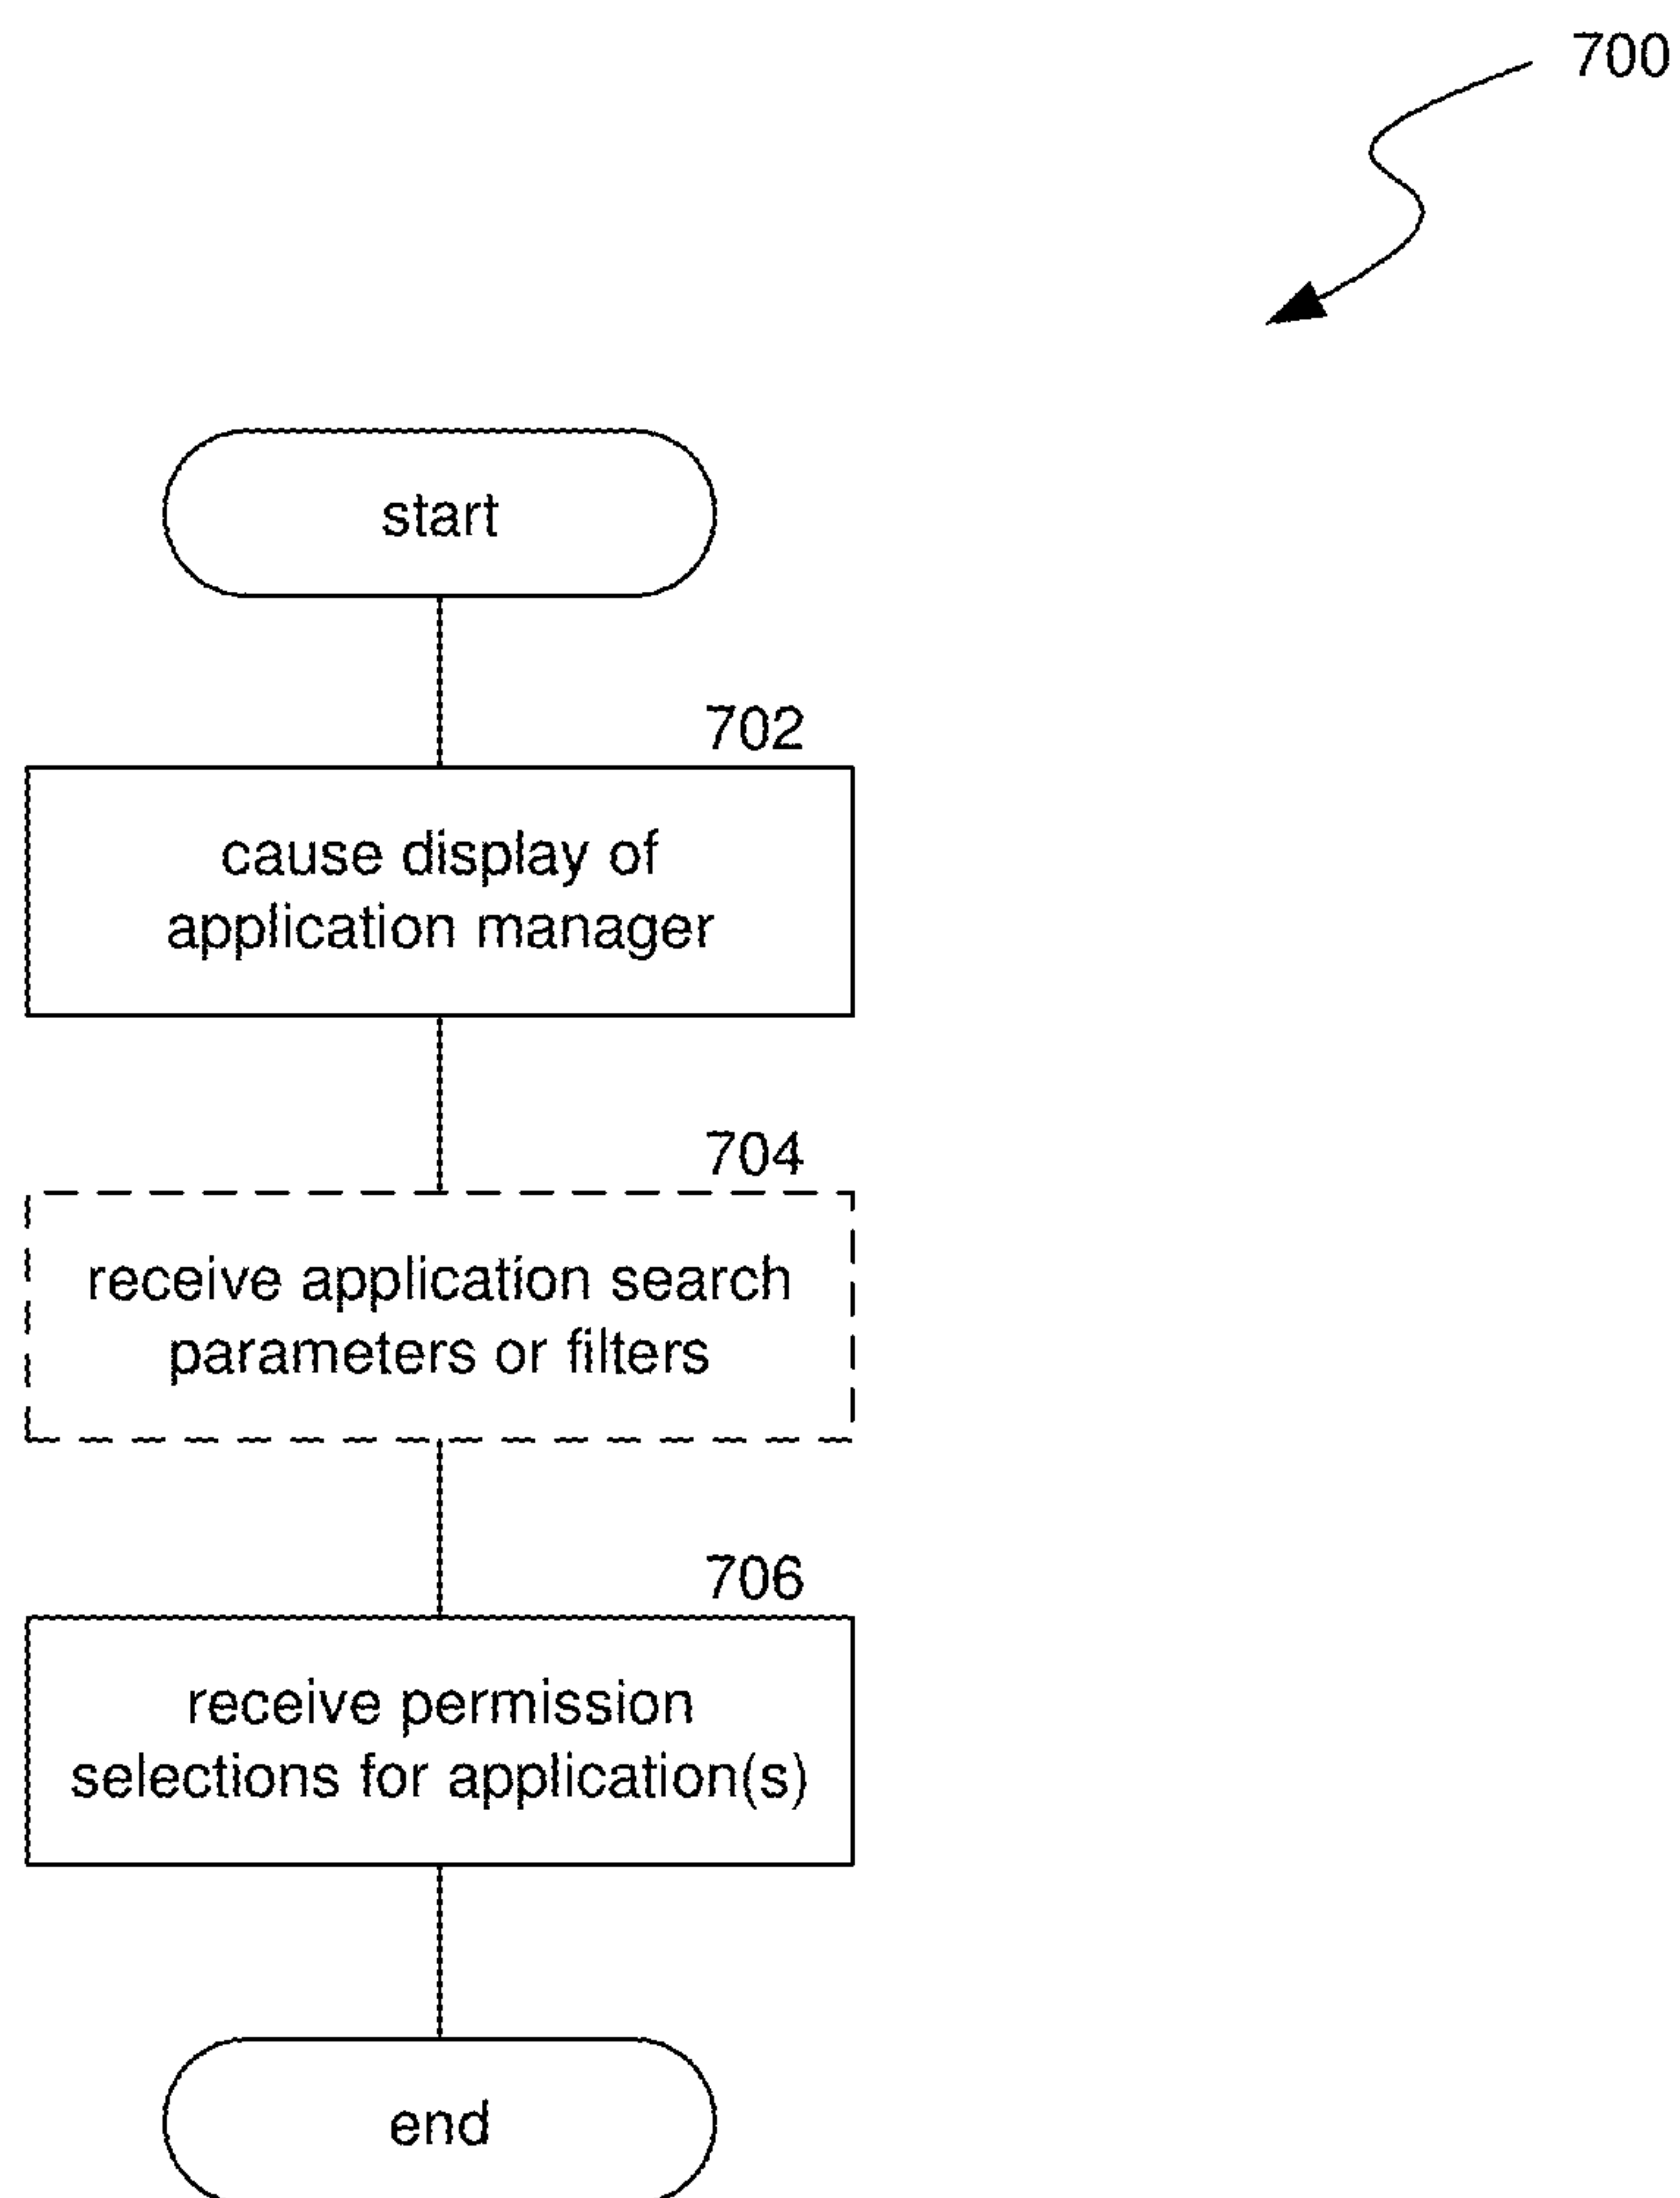 700
start
702
cause display of
application manager
704
receive application search
parameters or filters
706
receive permission
selections for application(s)
end